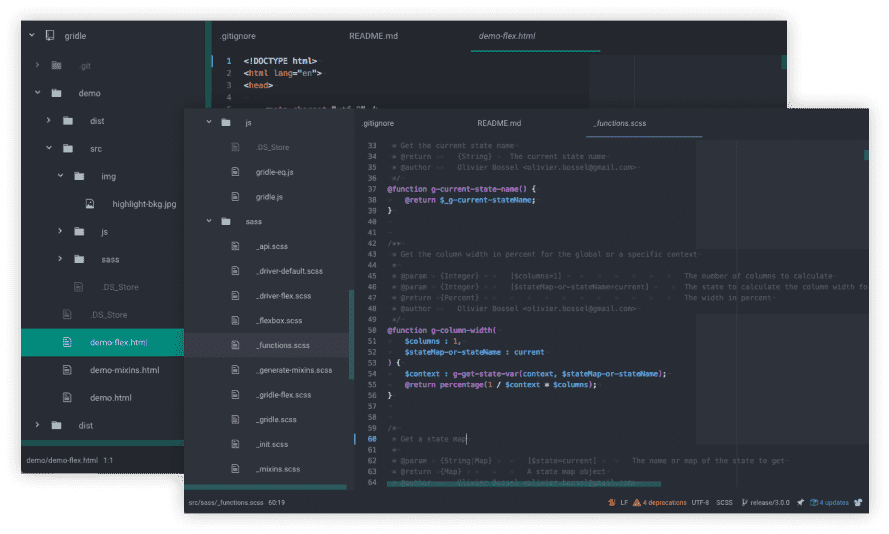 gridle
.git
demo
dist
src
img
highlight-bkg.jpg
js
sass
.DS_Store
.DS_Store
demo-flex.html
demo-mixins.html
demo.html
dist
demo/demo-flex.html 1:1
.gitignore README.md demo-flex.html
1 <!DOCTYPE html>
2 <html lang="en">
3 <head>
4
js
.DS_Store
gridle-eq.js
gridle.js
sass
_api.scss
_driver-default.scss
_driver-flex.scss
_flexbox.scss
_functions.scss
_generate-mixins.scss
_gridle-flex.scss
_gridle.scss
_init.scss
_mixins.scss
.gitignore README.md _functions.scss
33 * Get the current state name
34 * @return {String} The current state name
35 * @author Olivier Bossel <olivier.bossel@gmail.com>
36 */
37 @function g-current-state-name() {
38 @return $_g-current-stateName;
39 }
40
41
42 /**
43 * Get the column width in percent for the global or a specific context
44 *
45 * @param {Integer} [$columns=1] The number of columns to calculate
46 * @param {Integer} [$stateMap-or-stateName=current] The state to calculate the column width fo
47 * @return {Percent} The width in percent
48 * @author Olivier Bossel <olivier.bossel@gmail.com>
49 */
50 @function g-column-width(
51 $columns : 1,
52 $stateMap-or-stateName : current
53 ) {
54 $context : g-get-state-var(context, $stateMap-or-stateName);
55 @return percentage(1 / $context * $columns);
56 }
57
58
59 /*
60 * Get a state map
61 *
62 * @param {String|Map} [$state=current] The name or map of the state to get
63 * @return {Map} A state map object
64 * @author Olivier Bossel <olivier.bossel@gmail.com>
src/sass/_functions.scss 60:19
LF 4 deprecations UTF-8 SCSS release/3.0.0 4 updates